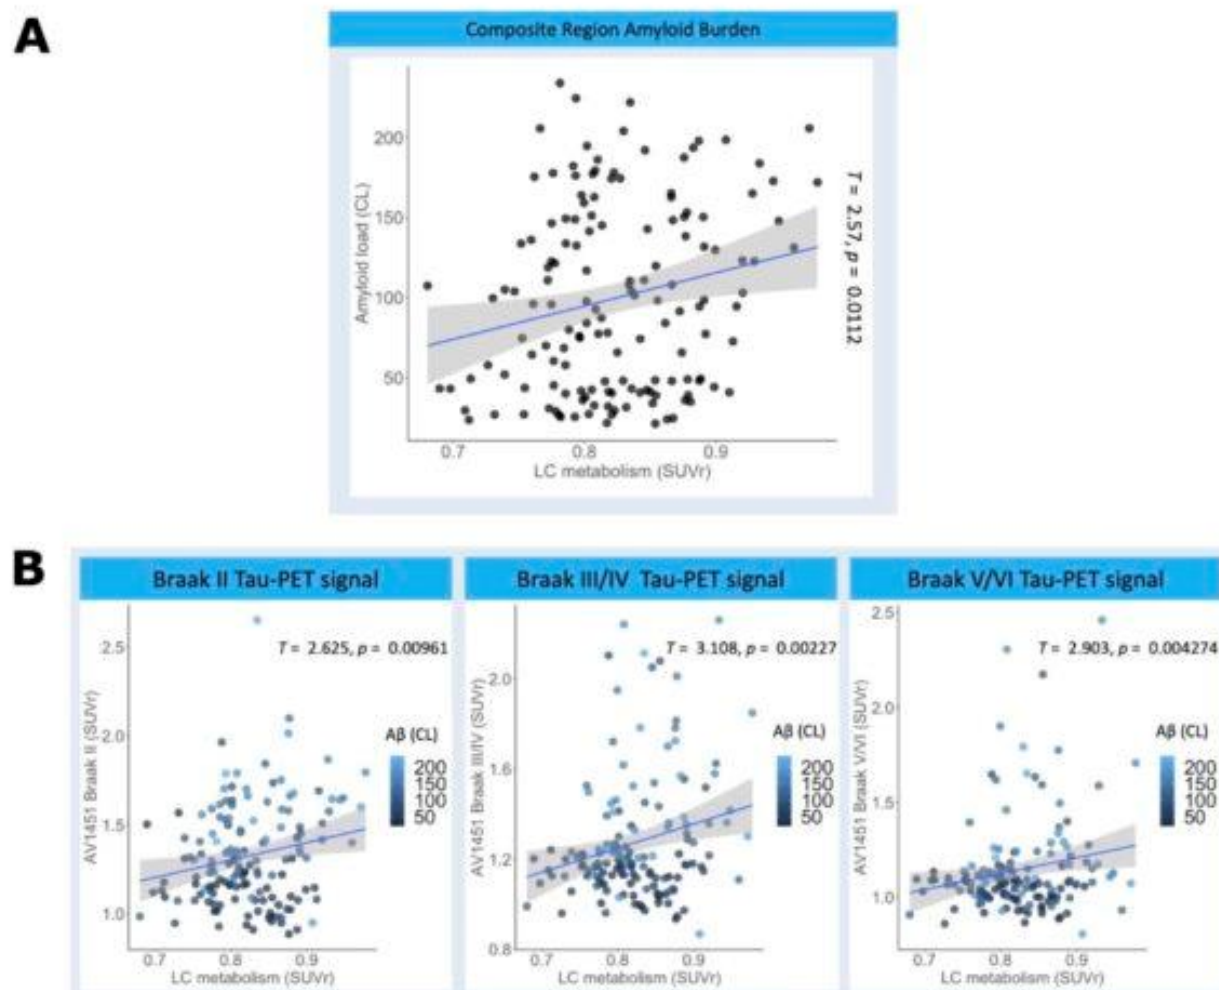 A
Composite Region Amyloid Burden
200
150
100
50
Amyloid load (CL)
0.7 0.8 0.9
LC metabolism (SUVr)
T = 2.57, p = 0.0112
B
Braak II Tau-PET signal
T = 2.625, p = 0.00961
2.5
2.0
1.5
1.0
AV1451 Braak II (SUVr)
Aβ (CL)
200
150
100
50
0.7 0.8 0.9
LC metabolism (SUVr)
Braak III/IV Tau-PET signal
T = 3.108, p = 0.00227
2.0
1.6
1.2
0.8
AV1451 Braak III/IV (SUVr)
Aβ (CL)
200
150
100
50
0.7 0.8 0.9
LC metabolism (SUVr)
Braak V/VI Tau-PET signal
2.5
T = 2.903, p = 0.004274
2.0
1.5
1.0
AV1451 Braak V/VI (SUVr)
Aβ (CL)
200
150
100
50
0.7 0.8 0.9
LC metabolism (SUVr)